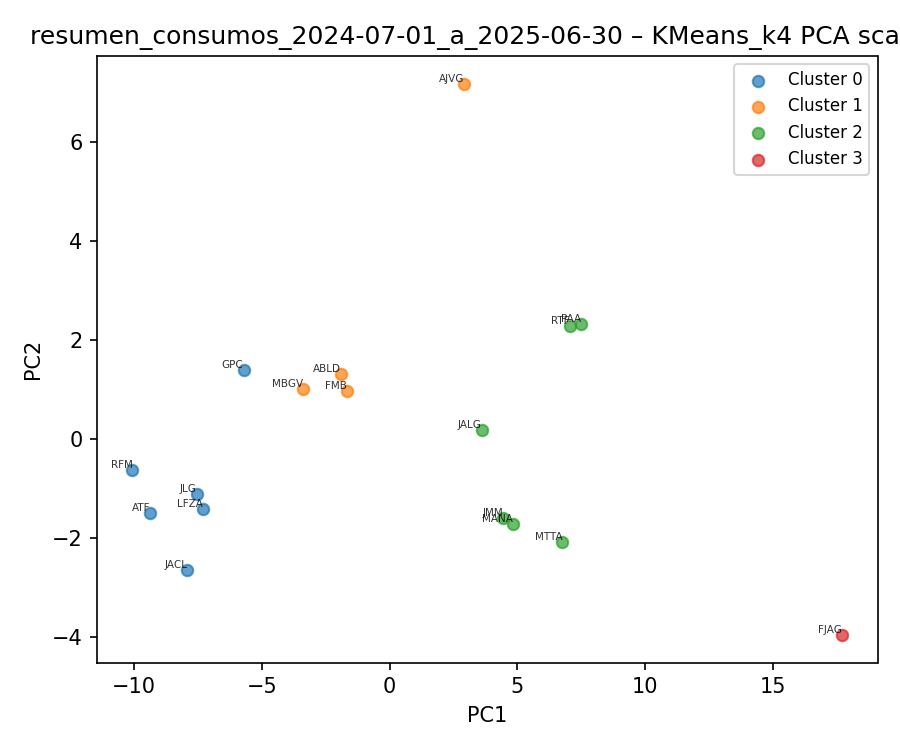 resumen_consumos_2024-07-01_a_2025-06-30 – KMeans_k4 PCA sca
Cluster 0
Cluster 1
Cluster 2
Cluster 3
AJVG
GPC
ABLD
MBGV
FMB
JALG
RFM
JLG
LFZA
ATF
JACL
MANA
MTTA
FJAG
6
4
2
0
−2
−4
PC2
−10
−5
0
5
10
15
PC1